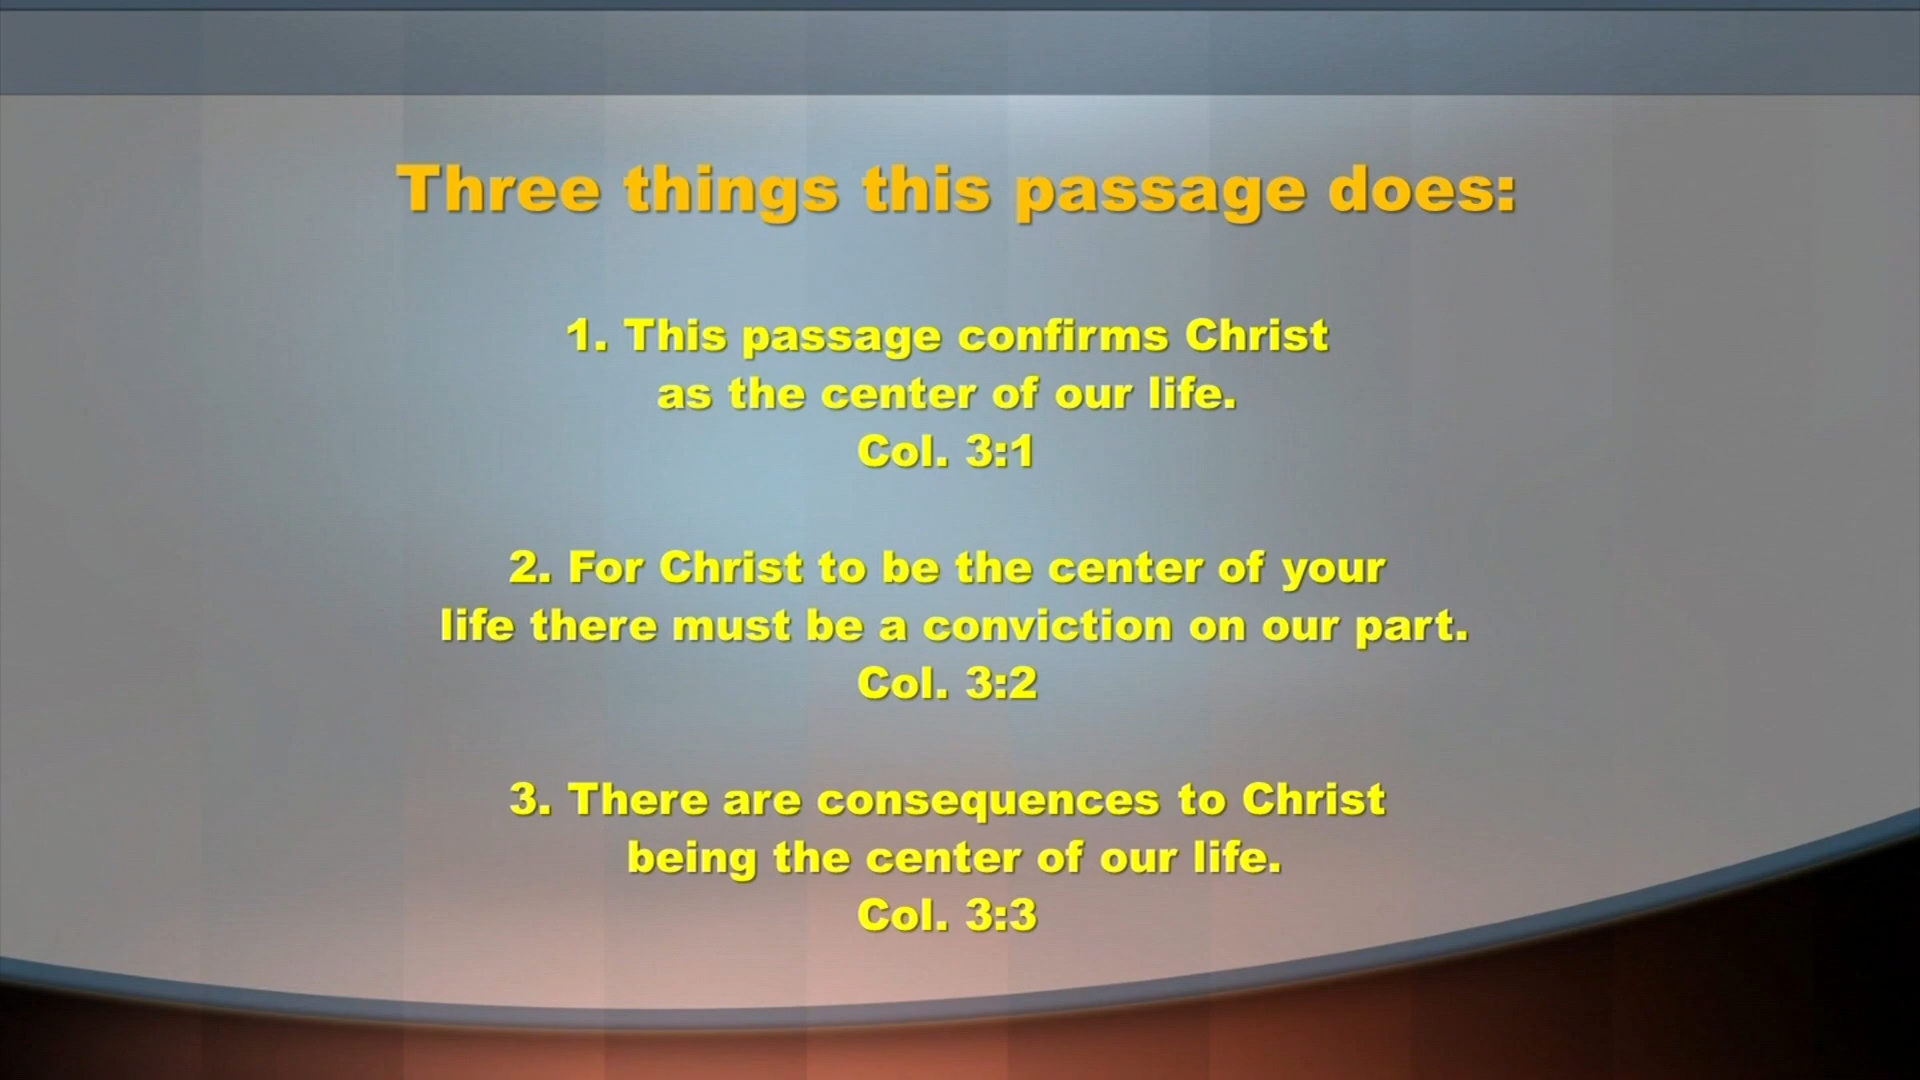 Three things this passage does:
1. This passage confirms Christ
as the center of our life.
Col. 3:1
2. For Christ to be the center of your
life there must be a conviction on our part.
Col. 3:2
3. There are consequences to Christ
being the center of our life.
Col. 3:3